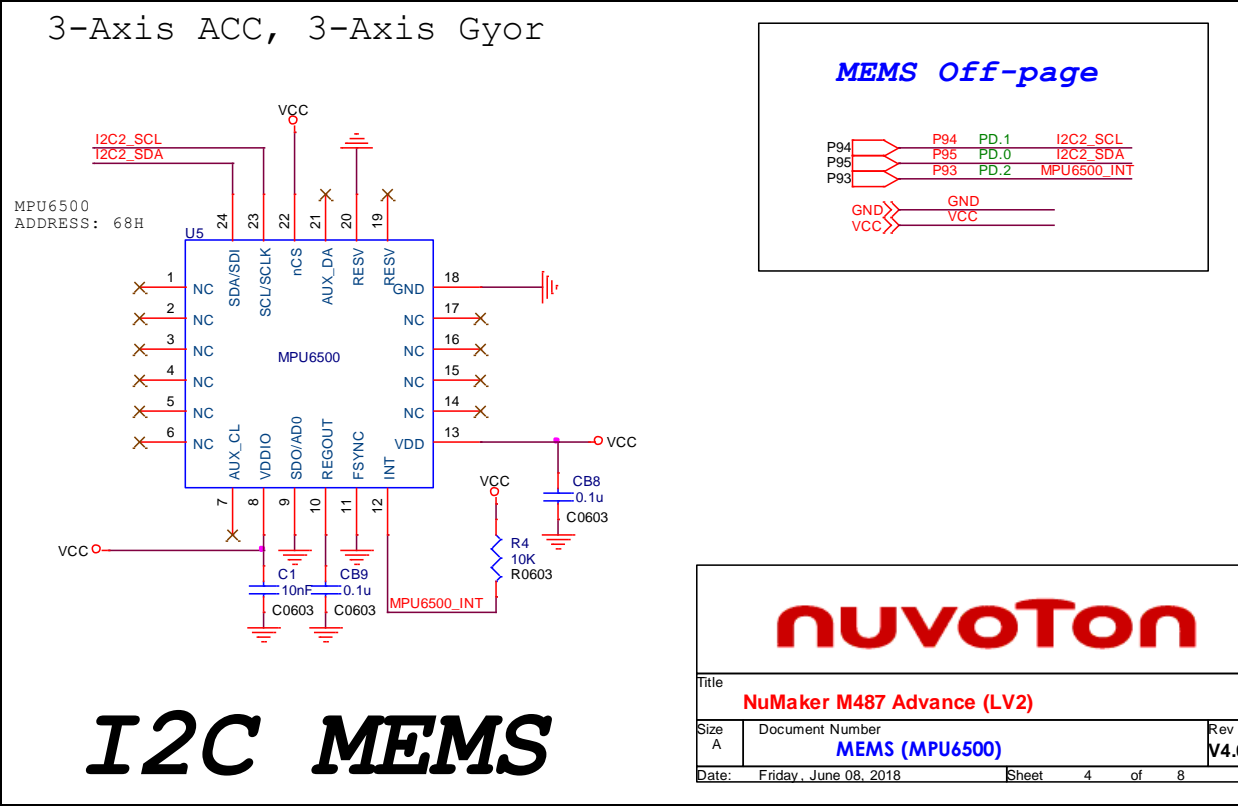 3-Axis ACC, 3-Axis Gyor
MEMS Off-page
P94 P94 PD.1 I2C2_SCL
P95 P95 PD.0 I2C2_SDA
P93 P93 PD.2 MPU6500_INT
GND GND
VCC VCC
VCC
I2C2_SCL
I2C2_SDA
MPU6500
ADDRESS: 68H
U5
24 23 22 21 20 19
SDA/SDI SCL/SCLK nCS AUX_DA RESV RESV
1 NC GND 18
2 NC NC 17
3 NC NC 16
MPU6500
4 NC NC 15
5 NC NC 14
6 NC VDD 13 VCC
AUX_CL VDDIO SDO/AD0 REGOUT FSYNC INT
7 8 9 10 11 12
VCC
CB8
0.1u
C0603
VCC
R4
10K
R0603
C1
10nF
C0603
CB9
0.1u
C0603
MPU6500_INT
I2C MEMS
nuvoTon
Title
NuMaker M487 Advance (LV2)
Size Document Number Rev
A MEMS (MPU6500)
Date: Friday, June 08, 2018 Sheet 4 of 8